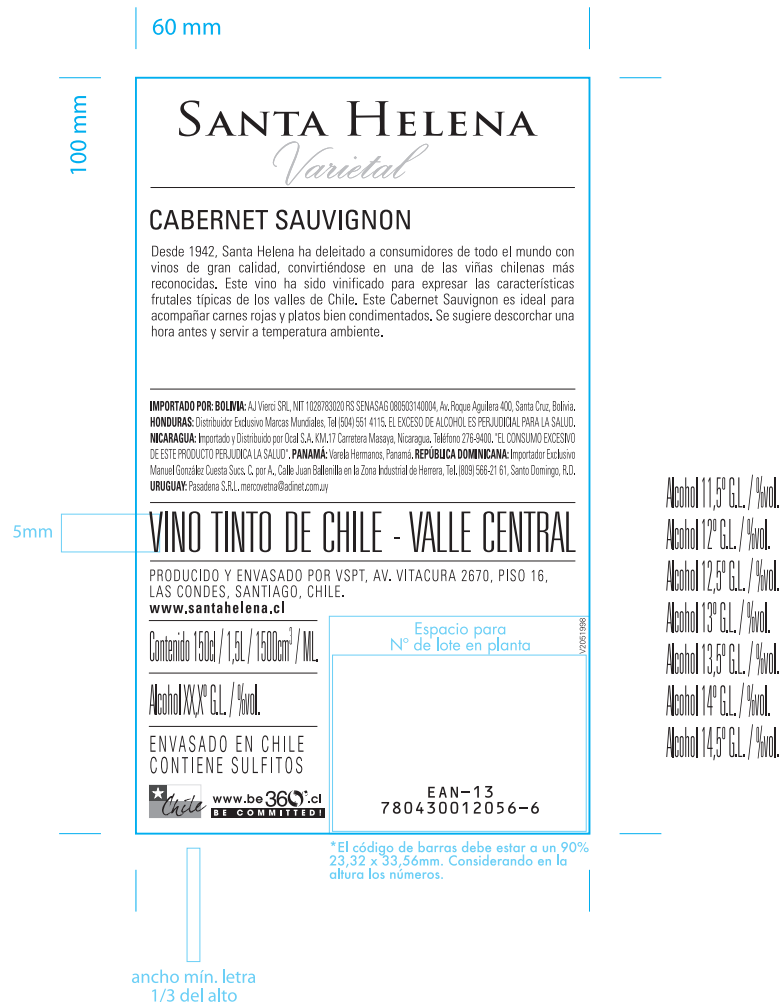 60 mm
100 mm
SANTA HELENA
Varietal
CABERNET SAUVIGNON
Desde 1942, Santa Helena ha deleitado a consumidores de todo el mundo con
vinos de gran calidad, convirtiéndose en una de las viñas chilenas más
reconocidas. Este vino ha sido vinificado para expresar las características
frutales típicas de los valles de Chile. Este Cabernet Sauvignon es ideal para
acompañar carnes rojas y platos bien condimentados. Se sugiere descorchar una
hora antes y servir a temperatura ambiente.
IMPORTADO POR: BOLIVIA: AJ Vierci SRL, NIT 1028783020 RS SENASAG 080503140004, Av. Roque Aguilera 400, Santa Cruz, Bolivia.
HONDURAS: Distribuidor Exclusivo Marcas Mundiales, Tel (504) 551 4115. EL EXCESO DE ALCOHOL ES PERJUDICIAL PARA LA SALUD.
NICARAGUA: Importado y Distribuido por Ocal S.A. KM.17 Carretera Masaya, Nicaragua. Teléfono 276-9400. "EL CONSUMO EXCESIVO
DE ESTE PRODUCTO PERJUDICA LA SALUD". PANAMÁ: Varela Hermanos, Panamá. REPÚBLICA DOMINICANA: Importador Exclusivo
Manuel González Cuesta Sucs. C. por A., Calle Juan Ballenilla en la Zona Industrial de Herrera, Tel. (809) 566-21 61, Santo Domingo, R.D.
URUGUAY: Pasadena S.R.L. mercovetna@adinet.com.uy
5mm
VINO TINTO DE CHILE - VALLE CENTRAL
PRODUCIDO Y ENVASADO POR VSPT, AV. VITACURA 2670, PISO 16,
LAS CONDES, SANTIAGO, CHILE.
www.santahelena.cl
Contenido 150cl / 1,5L / 1500cm³ / ML.
Alcohol XX,Xº G.L. / %vol.
ENVASADO EN CHILE
CONTIENE SULFITOS
Chile
www.be360°.cl
BE COMMITTED!
Espacio para
Nº de lote en planta
V2051998
EAN-13
780430012056-6
*El código de barras debe estar a un 90%
23,32 x 33,56mm. Considerando en la
altura los números.
ancho mín. letra
1/3 del alto
Alcohol 11,5º G.L. / %vol.
Alcohol 12º G.L. / %vol.
Alcohol 12,5º G.L. / %vol.
Alcohol 13º G.L. / %vol.
Alcohol 13,5º G.L. / %vol.
Alcohol 14º G.L. / %vol.
Alcohol 14,5º G.L. / %vol.